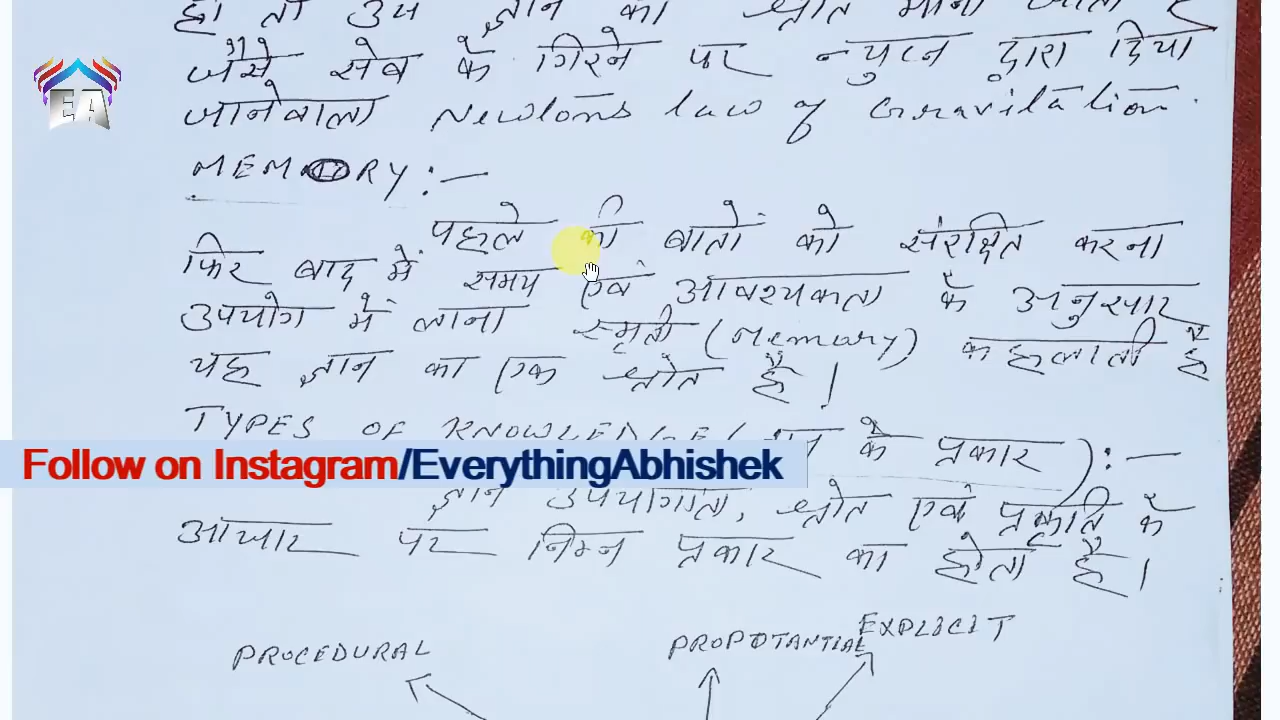 हो तो उसे ज्ञान का स्त्रोत माना जाता है
जैसे सेब के गिरने पर न्युटन द्वारा दिया
जानेवाला Newtons law of Gravitation.
EA
MEMORY :—
पहले की बातों को संरक्षित करना
फिर बाद में समय एवं आवश्यकता के अनुसार
उपयोग में लाना स्मृती (Memory) कहलाती है
यह ज्ञान का एक स्त्रोत है।
TYPES OF KNOWLEDGE ( के प्रकार ) :—
Follow on Instagram/EverythingAbhishek
ज्ञान उपयोगीता, स्त्रोत एवं प्रकृति के
आधार पर निम्न प्रकार का होता है।
PROCEDURAL PROPOTANTIAL EXPLICIT